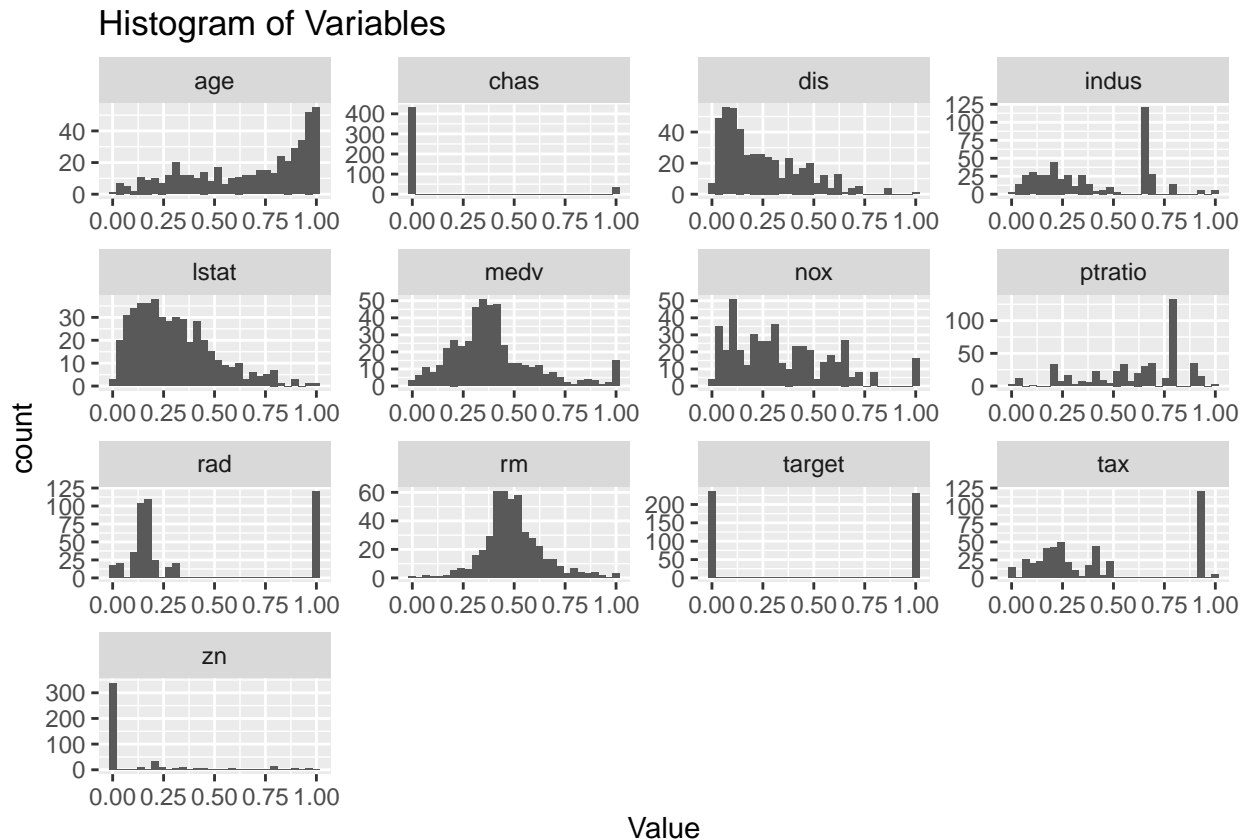 Histogram of Variables
age chas dis indus
0 20 40
0 100 200 300 400
0 20 40
0 25 50 75 100 125
0.00 0.25 0.50 0.75 1.00 0.00 0.25 0.50 0.75 1.00 0.00 0.25 0.50 0.75 1.00 0.00 0.25 0.50 0.75 1.00
lstat medv nox ptratio
0 10 20 30
0 10 20 30 40 50
0 10 20 30 40 50
0 50 100
0.00 0.25 0.50 0.75 1.00 0.00 0.25 0.50 0.75 1.00 0.00 0.25 0.50 0.75 1.00 0.00 0.25 0.50 0.75 1.00
rad rm target tax
0 25 50 75 100 125
0 20 40 60
0 50 100 150 200
0 25 50 75 100 125
0.00 0.25 0.50 0.75 1.00 0.00 0.25 0.50 0.75 1.00 0.00 0.25 0.50 0.75 1.00 0.00 0.25 0.50 0.75 1.00
zn
0 100 200 300
0.00 0.25 0.50 0.75 1.00
count
Value